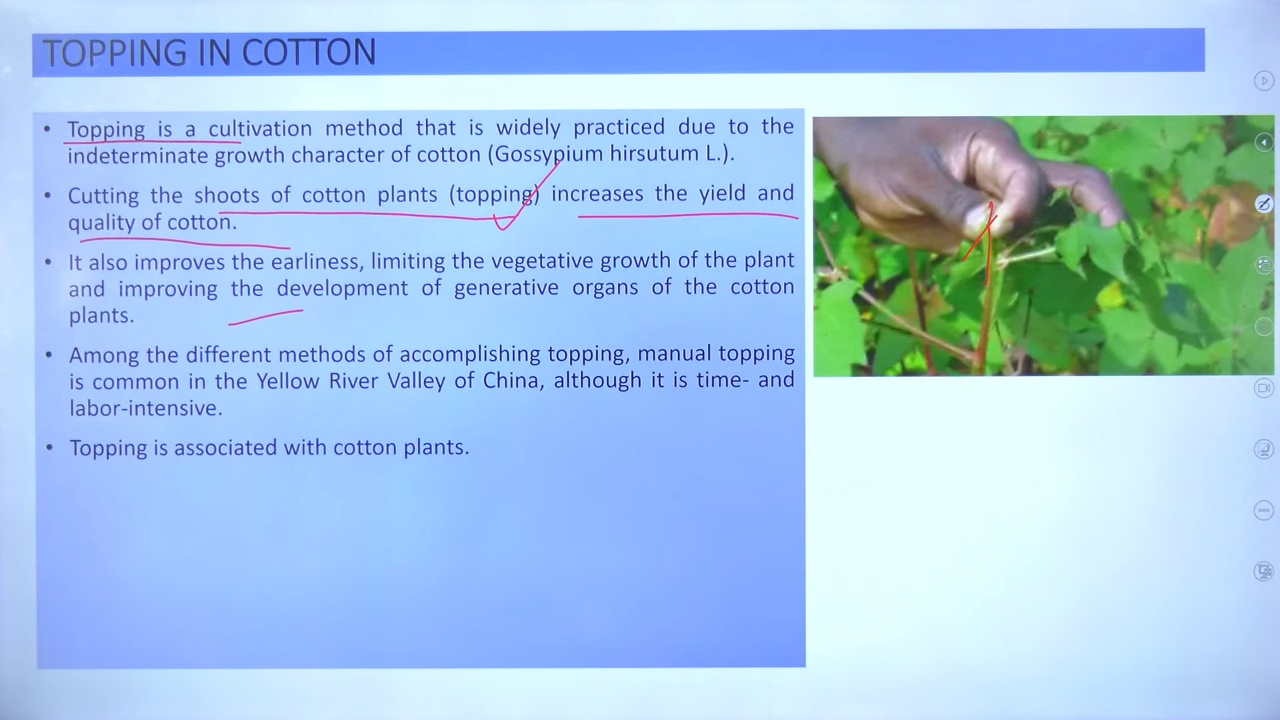 TOPPING IN COTTON
• Topping is a cultivation method that is widely practiced due to the
indeterminate growth character of cotton (Gossypium hirsutum L.).
• Cutting the shoots of cotton plants (topping) increases the yield and
quality of cotton.
• It also improves the earliness, limiting the vegetative growth of the plant
and improving the development of generative organs of the cotton
plants.
• Among the different methods of accomplishing topping, manual topping
is common in the Yellow River Valley of China, although it is time- and
labor-intensive.
• Topping is associated with cotton plants.